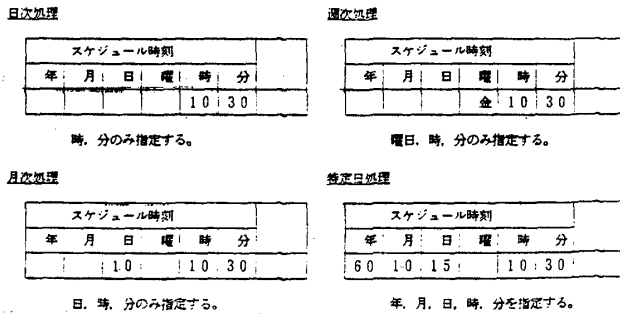 日次処理
スケジュール時刻
年 月 日 曜 時 分
10 30
時，分のみ指定する。
週次処理
スケジュール時刻
年 月 日 曜 時 分
金 10 30
曜日，時，分のみ指定する。
月次処理
スケジュール時刻
年 月 日 曜 時 分
10 10 30
日，時，分のみ指定する。
特定日処理
スケジュール時刻
年 月 日 曜 時 分
60 10 15 10 30
年，月，日，時，分を指定する。